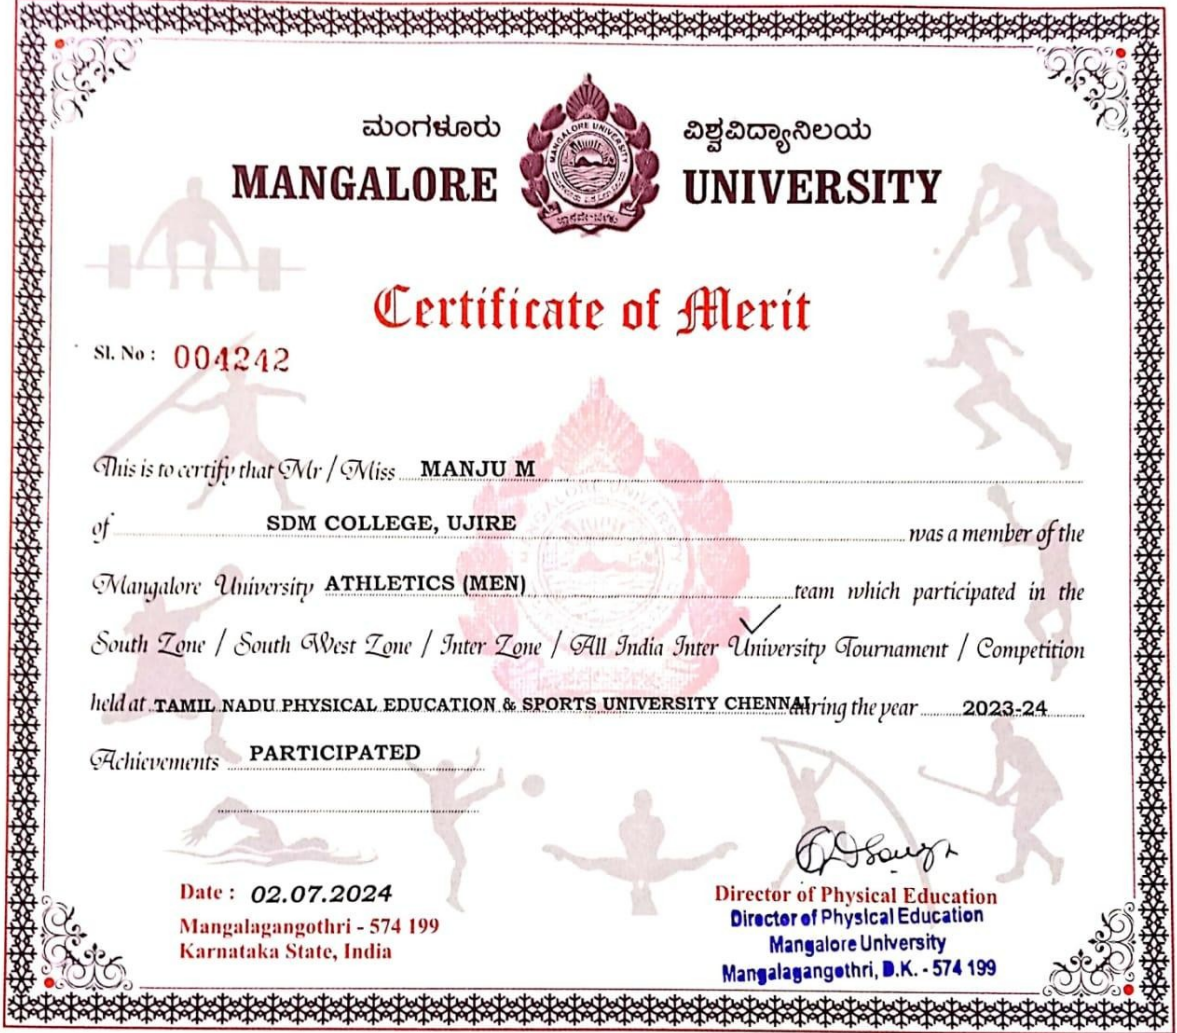 ಮಂಗಳೂರು ವಿಶ್ವವಿದ್ಯಾನಿಲಯ
MANGALORE UNIVERSITY
MANGALORE UNIVERSITY
Certificate of Merit
Sl. No : 004242
This is to certify that Mr / Miss MANJU M
of SDM COLLEGE, UJIRE was a member of the
Mangalore University ATHLETICS (MEN) team which participated in the
South Zone / South West Zone / Inter Zone / All India Inter University Tournament / Competition
held at TAMIL NADU PHYSICAL EDUCATION & SPORTS UNIVERSITY CHENNAI during the year 2023-24
Achievements PARTICIPATED
Date : 02.07.2024
Mangalagangothri - 574 199
Karnataka State, India
Director of Physical Education
Director of Physical Education
Mangalore University
Mangalagangothri, D.K. - 574 199